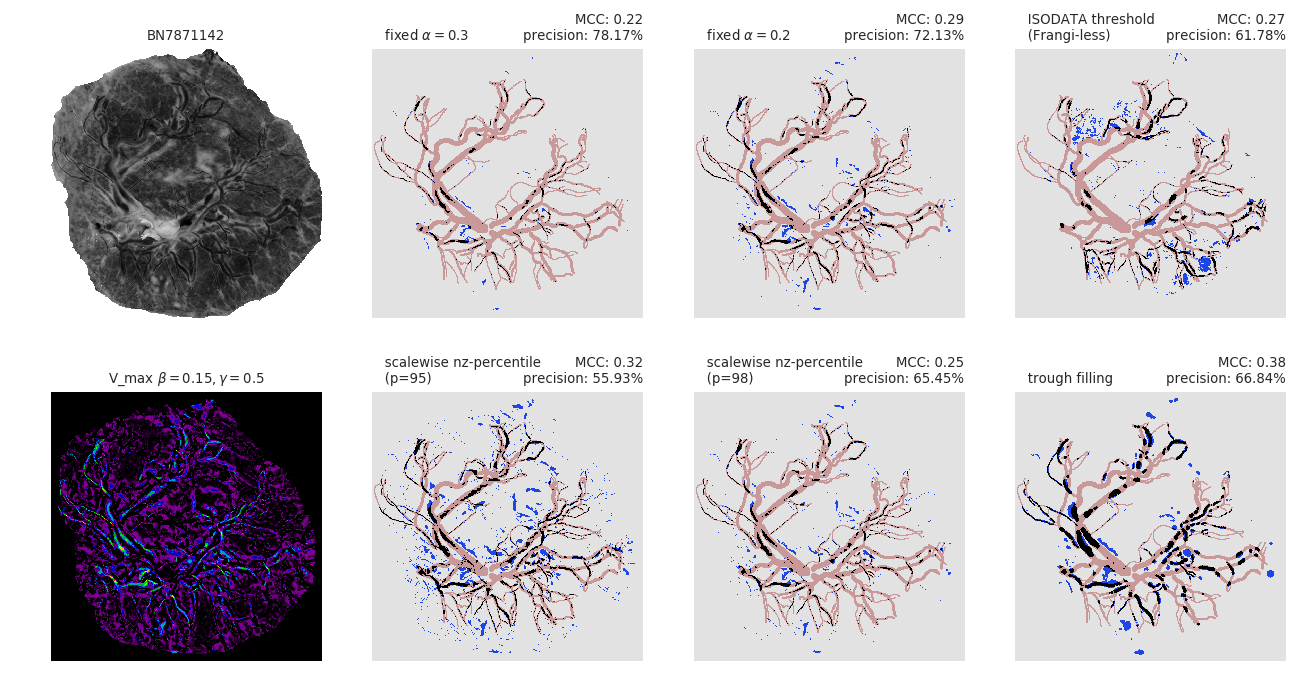 BN7871142
MCC: 0.22
fixed α = 0.3 precision: 78.17%
MCC: 0.29
fixed α = 0.2 precision: 72.13%
ISODATA threshold MCC: 0.27
(Frangi-less) precision: 61.78%
V_max β = 0.15, γ = 0.5
scalewise nz-percentile MCC: 0.32
(p=95) precision: 55.93%
scalewise nz-percentile MCC: 0.25
(p=98) precision: 65.45%
MCC: 0.38
trough filling precision: 66.84%